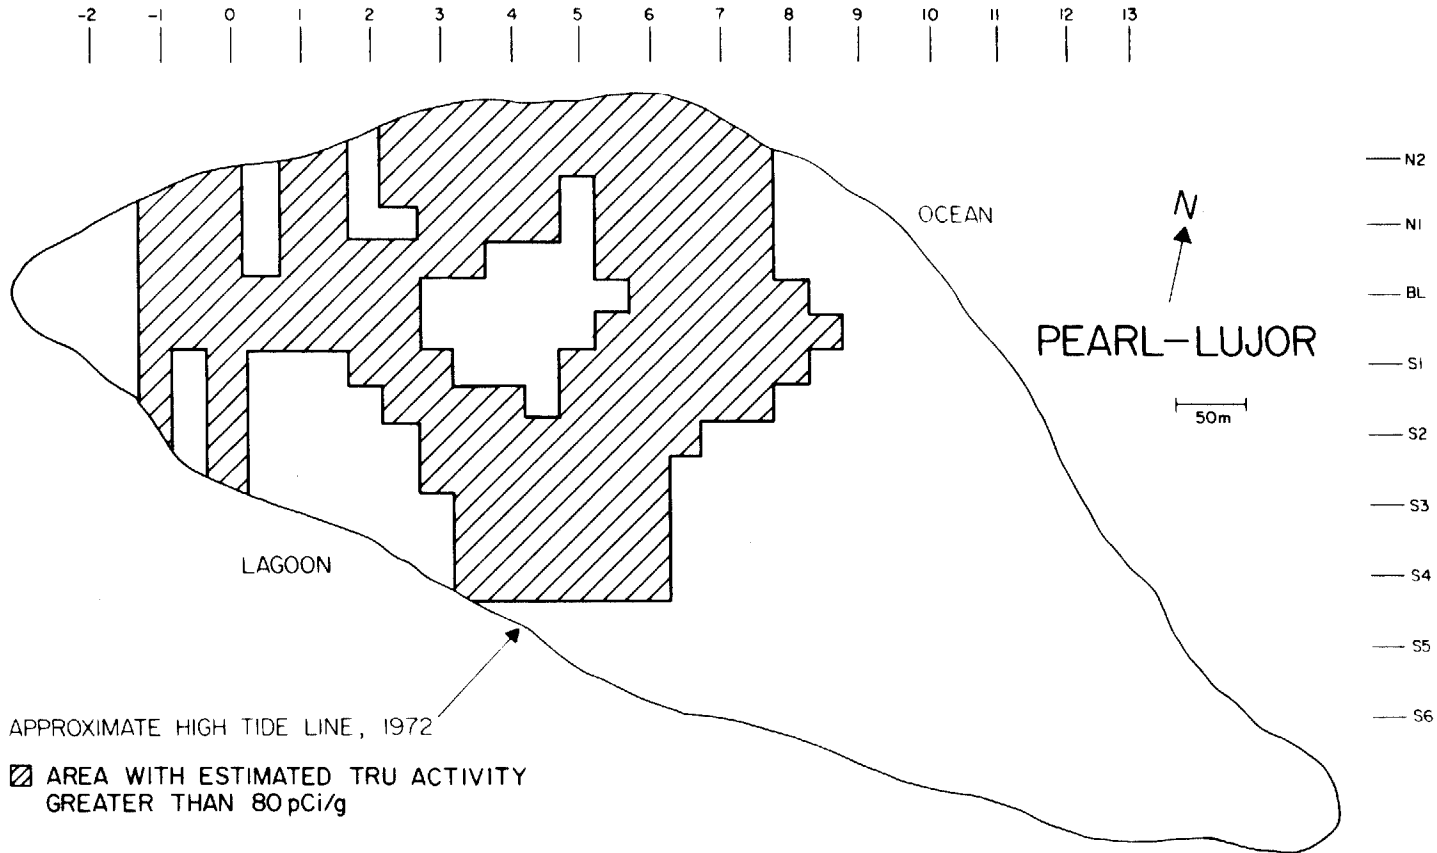 -2 -1 0 1 2 3 4 5 6 7 8 9 10 11 12 13
N2
N1
BL
S1
S2
S3
S4
S5
S6
OCEAN
N
PEARL-LUJOR
50m
LAGOON
APPROXIMATE HIGH TIDE LINE, 1972
AREA WITH ESTIMATED TRU ACTIVITY
GREATER THAN 80 pCi/g